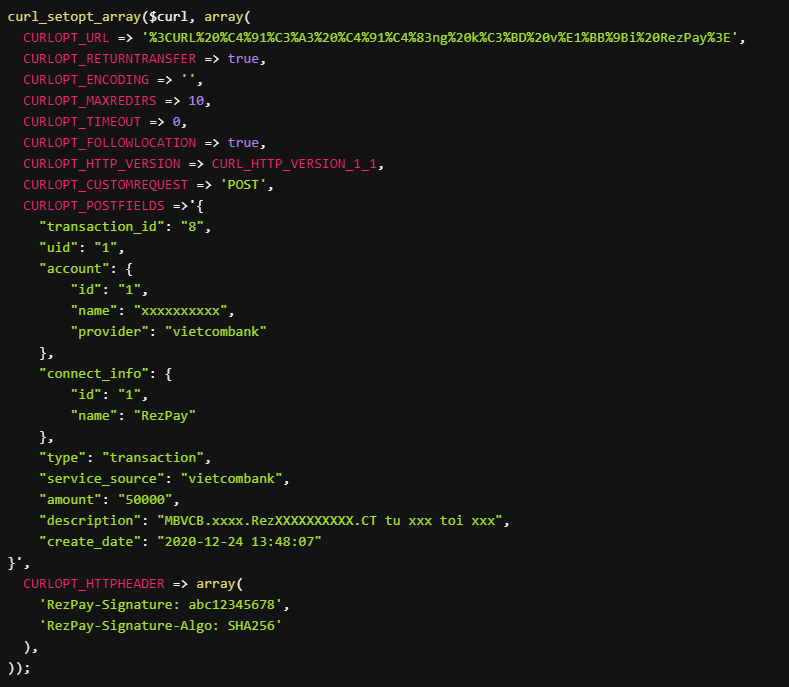 curl_setopt_array($curl, array(
  CURLOPT_URL => '%3CURL%20%C4%91%C3%A3%20%C4%91%C4%83ng%20k%C3%BD%20v%E1%BB%9Bi%20RezPay%3E',
  CURLOPT_RETURNTRANSFER => true,
  CURLOPT_ENCODING => '',
  CURLOPT_MAXREDIRS => 10,
  CURLOPT_TIMEOUT => 0,
  CURLOPT_FOLLOWLOCATION => true,
  CURLOPT_HTTP_VERSION => CURL_HTTP_VERSION_1_1,
  CURLOPT_CUSTOMREQUEST => 'POST',
  CURLOPT_POSTFIELDS =>'{
    "transaction_id": "8",
    "uid": "1",
    "account": {
        "id": "1",
        "name": "xxxxxxxxxx",
        "provider": "vietcombank"
    },
    "connect_info": {
        "id": "1",
        "name": "RezPay"
    },
    "type": "transaction",
    "service_source": "vietcombank",
    "amount": "50000",
    "description": "MBVCB.xxxx.RezXXXXXXXXXX.CT tu xxx toi xxx",
    "create_date": "2020-12-24 13:48:07"
}',
  CURLOPT_HTTPHEADER => array(
    'RezPay-Signature: abc12345678',
    'RezPay-Signature-Algo: SHA256'
  ),
));